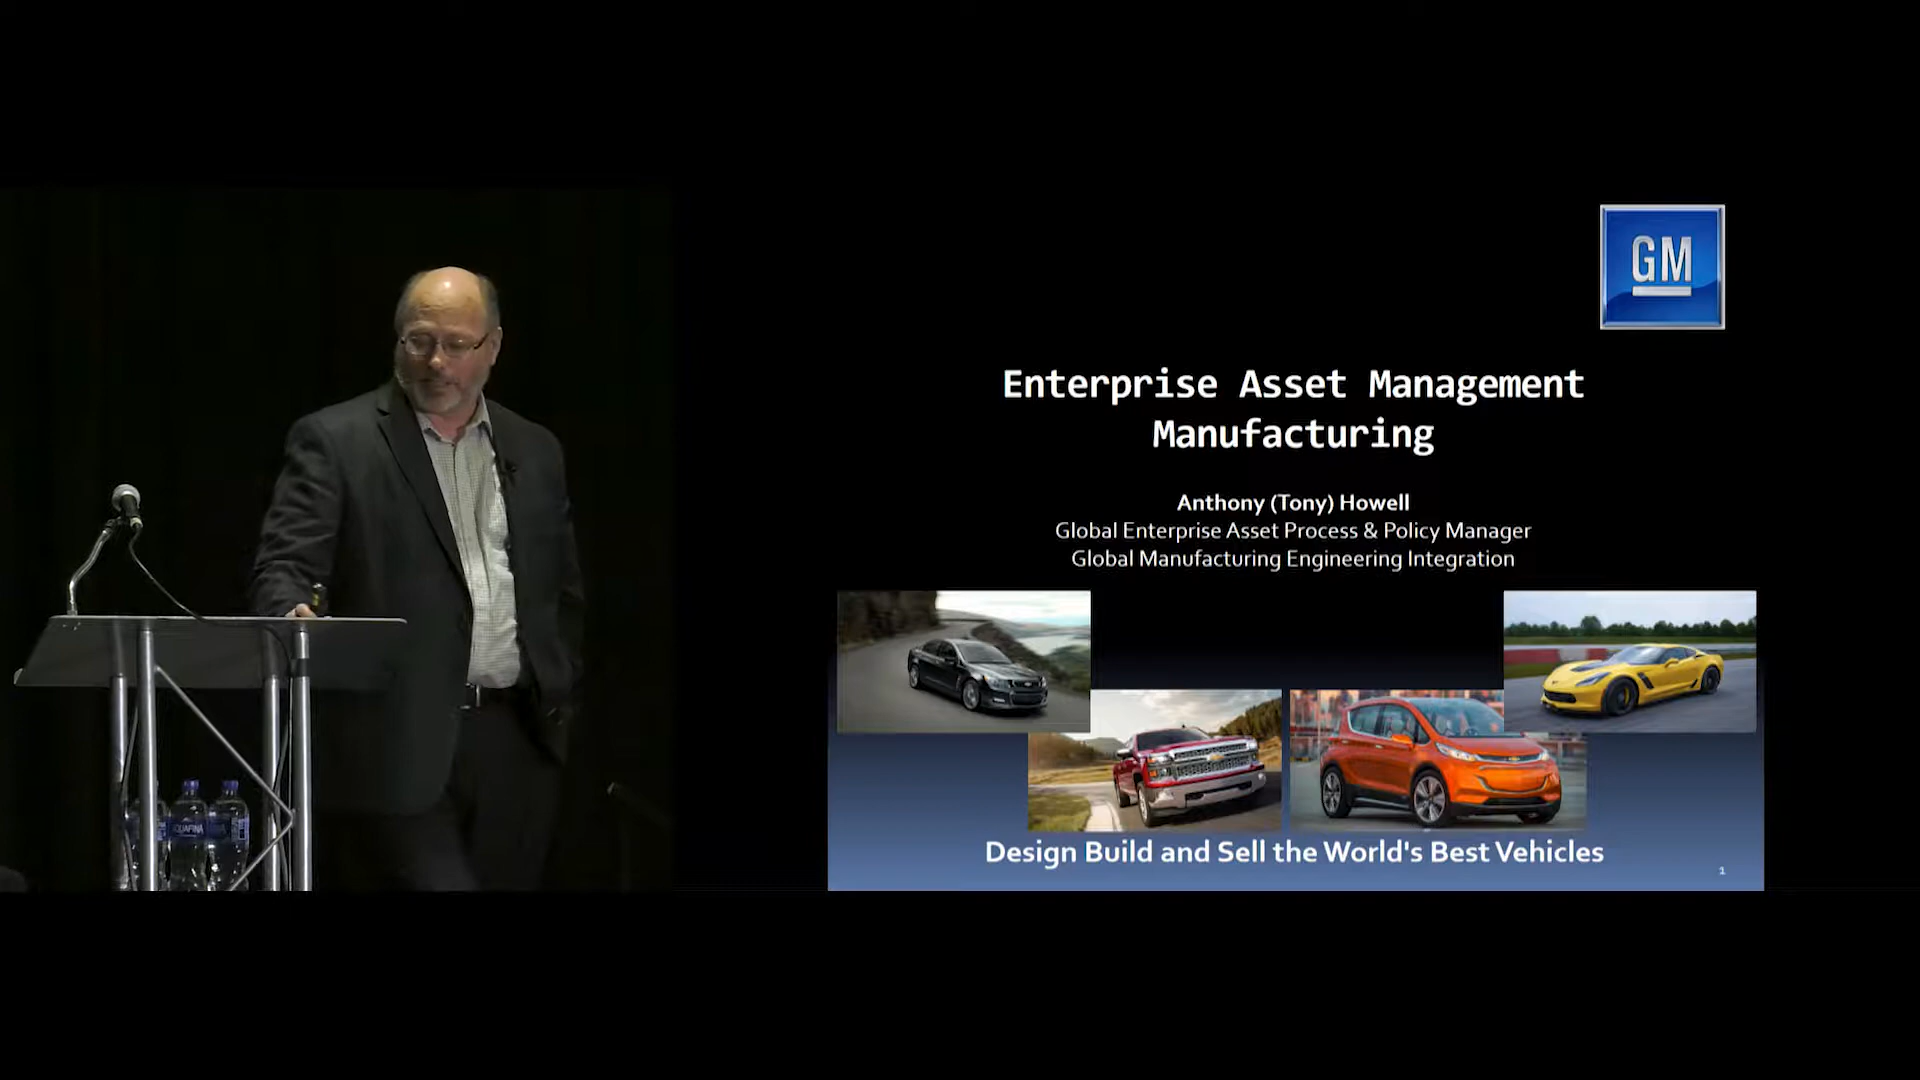 GM
Enterprise Asset Management
Manufacturing
Anthony (Tony) Howell
Global Enterprise Asset Process & Policy Manager
Global Manufacturing Engineering Integration
Design Build and Sell the World's Best Vehicles
1
AQUAFINA